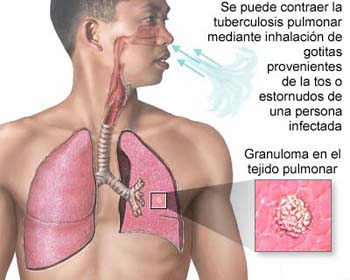 Se puede contraer la
tuberculosis pulmonar
mediante inhalación de
gotitas
provenientes
de la tos o
estornudos de
una persona
infectada
Granuloma en el
tejido pulmonar